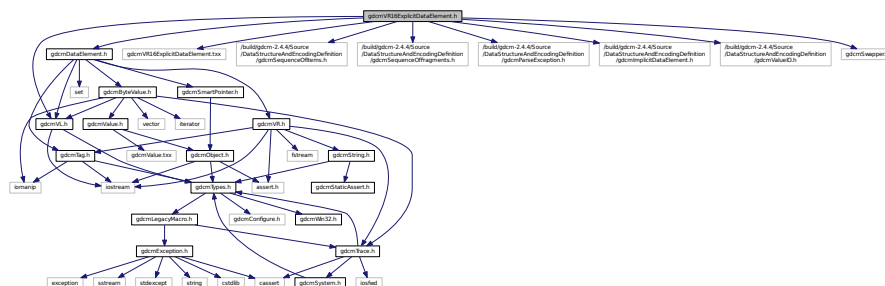 gdcmVR16ExplicitDataElement.h
gdcmDataElement.h
gdcmVR16ExplicitDataElement.txx
/build/gdcm-2.4.4/Source
/DataStructureAndEncodingDefinition
/gdcmSequenceOfItems.h
/build/gdcm-2.4.4/Source
/DataStructureAndEncodingDefinition
/gdcmSequenceOfFragments.h
/build/gdcm-2.4.4/Source
/DataStructureAndEncodingDefinition
/gdcmParseException.h
/build/gdcm-2.4.4/Source
/DataStructureAndEncodingDefinition
/gdcmImplicitDataElement.h
/build/gdcm-2.4.4/Source
/DataStructureAndEncodingDefinition
/gdcmValueIO.h
gdcmSwapper
set
gdcmByteValue.h
gdcmSmartPointer.h
gdcmVL.h
gdcmValue.h
vector
iterator
gdcmVR.h
gdcmTag.h
gdcmValue.txx
gdcmObject.h
fstream
gdcmString.h
iomanip
iostream
gdcmTypes.h
assert.h
gdcmStaticAssert.h
gdcmLegacyMacro.h
gdcmConfigure.h
gdcmWin32.h
gdcmException.h
gdcmTrace.h
exception
sstream
stdexcept
string
cstdlib
cassert
gdcmSystem.h
iosfwd